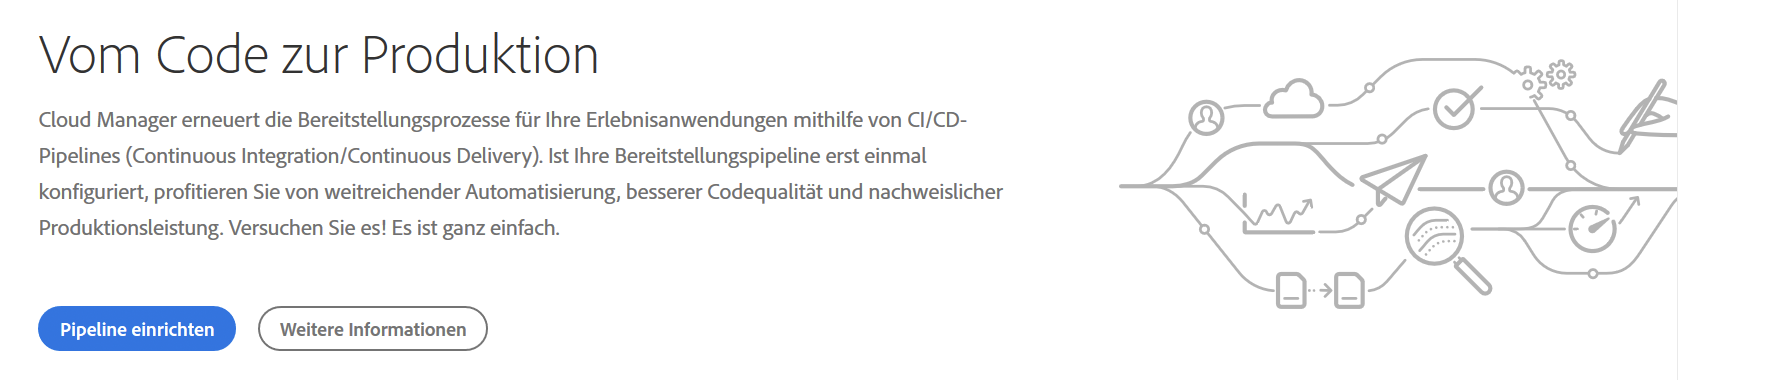 Vom Code zur Produktion
Cloud Manager erneuert die Bereitstellungsprozesse für Ihre Erlebnisanwendungen mithilfe von CI/CD-
Pipelines (Continuous Integration/Continuous Delivery). Ist Ihre Bereitstellungspipeline erst einmal
konfiguriert, profitieren Sie von weitreichender Automatisierung, besserer Codequalität und nachweislicher
Produktionsleistung. Versuchen Sie es! Es ist ganz einfach.
Pipeline einrichten
Weitere Informationen